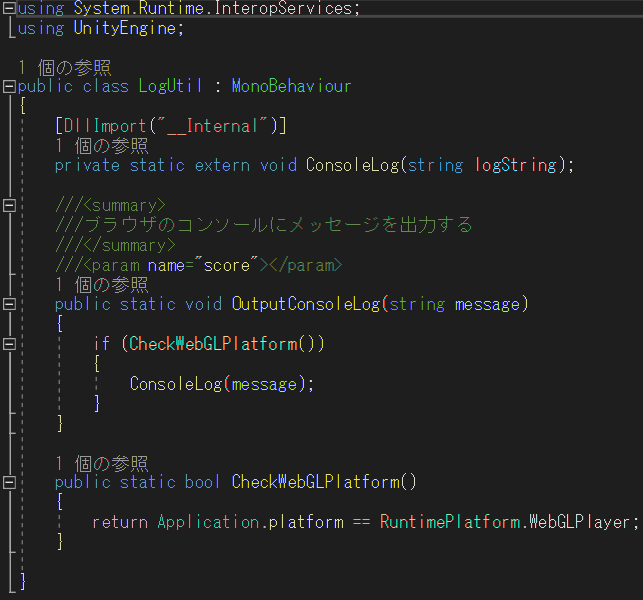 using System.Runtime.InteropServices;
using UnityEngine;
1 個の参照
public class LogUtil : MonoBehaviour
{
[DllImport("__Internal")]
1 個の参照
private static extern void ConsoleLog(string logString);
///<summary>
///ブラウザのコンソールにメッセージを出力する
///</summary>
///<param name="score"></param>
1 個の参照
public static void OutputConsoleLog(string message)
{
if (CheckWebGLPlatform())
{
ConsoleLog(message);
}
}
1 個の参照
public static bool CheckWebGLPlatform()
{
return Application.platform == RuntimePlatform.WebGLPlayer;
}
}